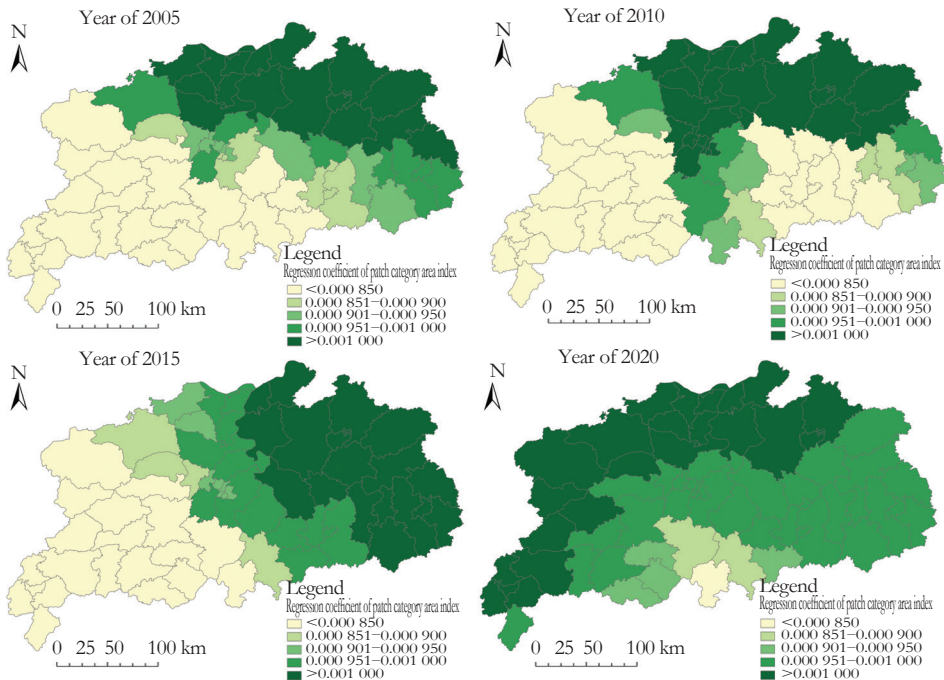 Year of 2005
N
Legend
Regression coefficient of patch category area index
<0.000 850
0.000 851–0.000 900
0.000 901–0.000 950
0.000 951–0.001 000
>0.001 000
0 25 50 100 km
Year of 2010
N
Legend
Regression coefficient of patch category area index
<0.000 850
0.000 851–0.000 900
0.000 901–0.000 950
0.000 951–0.001 000
>0.001 000
0 25 50 100 km
Year of 2015
N
Legend
Regression coefficient of patch category area index
<0.000 850
0.000 851–0.000 900
0.000 901–0.000 950
0.000 951–0.001 000
>0.001 000
0 25 50 100 km
Year of 2020
N
Legend
Regression coefficient of patch category area index
<0.000 850
0.000 851–0.000 900
0.000 901–0.000 950
0.000 951–0.001 000
>0.001 000
0 25 50 100 km